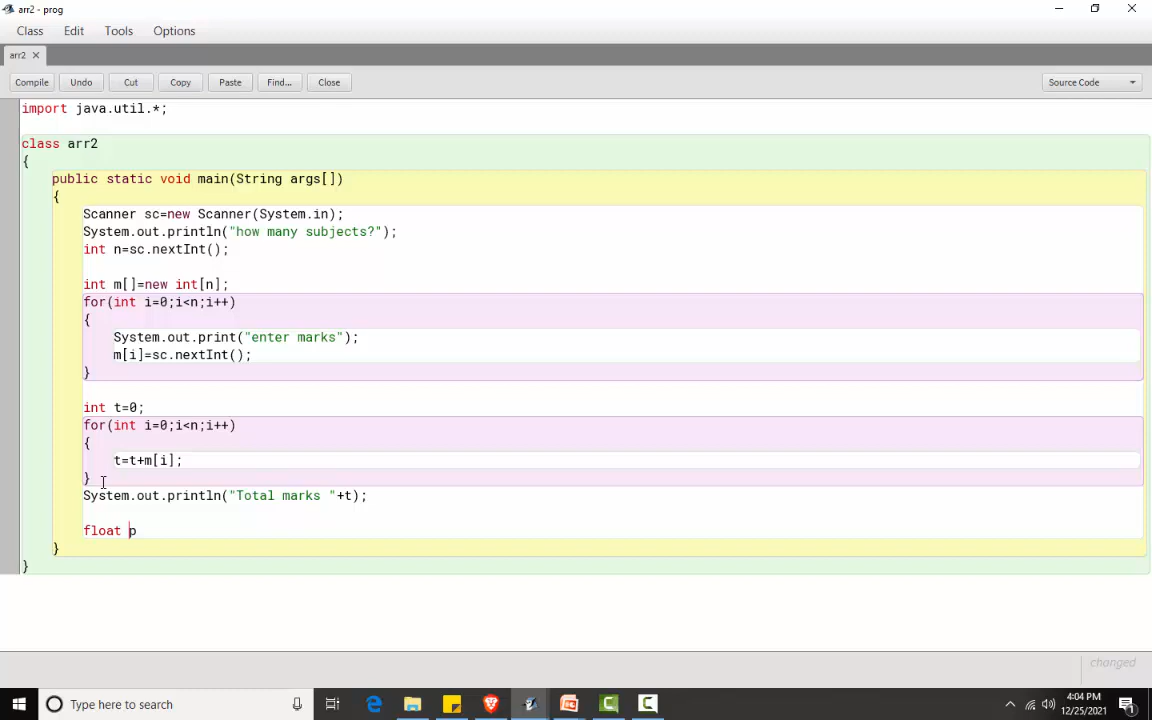 arr2 - prog
Class Edit Tools Options
arr2 ×
Compile Undo Cut Copy Paste Find... Close Source Code
import java.util.*;
class arr2
{
public static void main(String args[])
{
Scanner sc=new Scanner(System.in);
System.out.println("how many subjects?");
int n=sc.nextInt();
int m[]=new int[n];
for(int i=0;i<n;i++)
{
System.out.print("enter marks");
m[i]=sc.nextInt();
}
int t=0;
for(int i=0;i<n;i++)
{
t=t+m[i];
}
System.out.println("Total marks "+t);
float p
}
}
changed
Type here to search
4:04 PM
12/25/2021
1